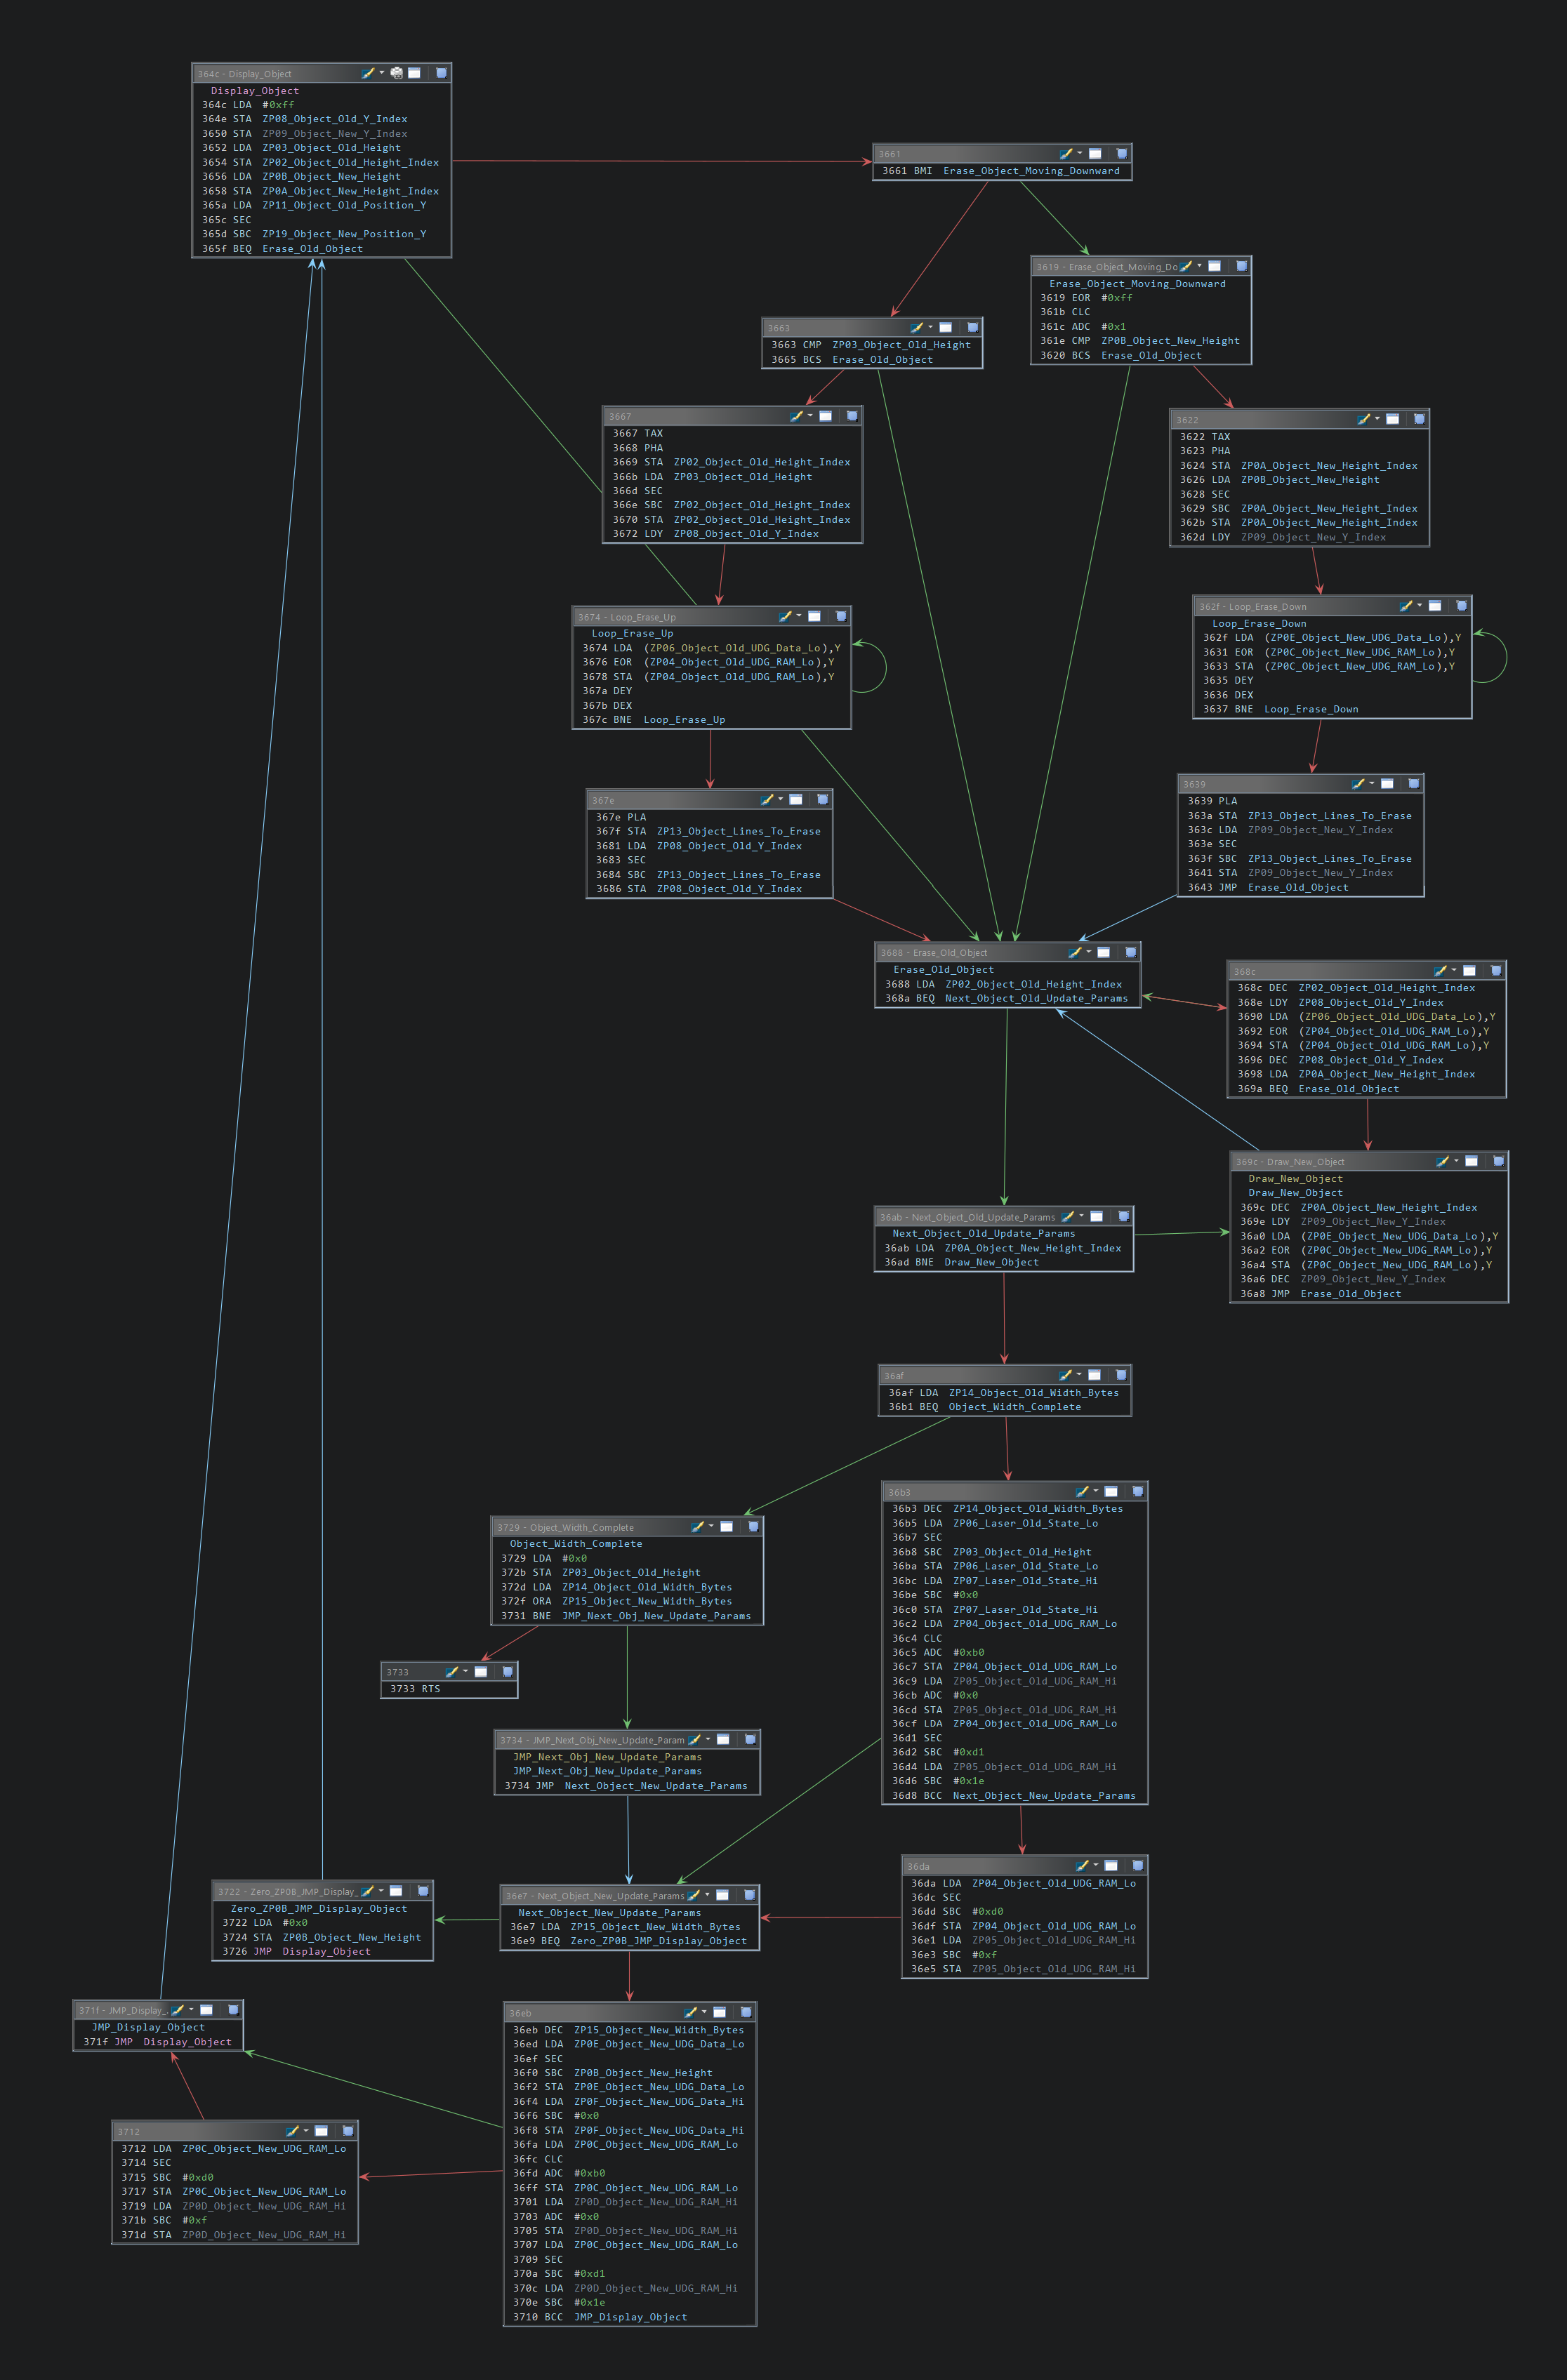 364c - Display_Object
Display_Object
364c LDA #0xff
364e STA ZP08_Object_Old_Y_Index
3650 STA ZP09_Object_New_Y_Index
3652 LDA ZP03_Object_Old_Height
3654 STA ZP02_Object_Old_Height_Index
3656 LDA ZP0B_Object_New_Height
3658 STA ZP0A_Object_New_Height_Index
365a LDA ZP11_Object_Old_Position_Y
365c SEC
365d SBC ZP19_Object_New_Position_Y
365f BEQ Erase_Old_Object
3661
3661 BMI Erase_Object_Moving_Downward
3619 - Erase_Object_Moving_Do
Erase_Object_Moving_Downward
3619 EOR #0xff
361b CLC
361c ADC #0x1
361e CMP ZP0B_Object_New_Height
3620 BCS Erase_Old_Object
3663
3663 CMP ZP03_Object_Old_Height
3665 BCS Erase_Old_Object
3667
3667 TAX
3668 PHA
3669 STA ZP02_Object_Old_Height_Index
366b LDA ZP03_Object_Old_Height
366d SEC
366e SBC ZP02_Object_Old_Height_Index
3670 STA ZP02_Object_Old_Height_Index
3672 LDY ZP08_Object_Old_Y_Index
3622
3622 TAX
3623 PHA
3624 STA ZP0A_Object_New_Height_Index
3626 LDA ZP0B_Object_New_Height
3628 SEC
3629 SBC ZP0A_Object_New_Height_Index
362b STA ZP0A_Object_New_Height_Index
362d LDY ZP09_Object_New_Y_Index
3674 - Loop_Erase_Up
Loop_Erase_Up
3674 LDA (ZP06_Object_Old_UDG_Data_Lo),Y
3676 EOR (ZP04_Object_Old_UDG_RAM_Lo),Y
3678 STA (ZP04_Object_Old_UDG_RAM_Lo),Y
367a DEY
367b DEX
367c BNE Loop_Erase_Up
362f - Loop_Erase_Down
Loop_Erase_Down
362f LDA (ZP0E_Object_New_UDG_Data_Lo),Y
3631 EOR (ZP0C_Object_New_UDG_RAM_Lo),Y
3633 STA (ZP0C_Object_New_UDG_RAM_Lo),Y
3635 DEY
3636 DEX
3637 BNE Loop_Erase_Down
367e
367e PLA
367f STA ZP13_Object_Lines_To_Erase
3681 LDA ZP08_Object_Old_Y_Index
3683 SEC
3684 SBC ZP13_Object_Lines_To_Erase
3686 STA ZP08_Object_Old_Y_Index
3639
3639 PLA
363a STA ZP13_Object_Lines_To_Erase
363c LDA ZP09_Object_New_Y_Index
363e SEC
363f SBC ZP13_Object_Lines_To_Erase
3641 STA ZP09_Object_New_Y_Index
3643 JMP Erase_Old_Object
3688 - Erase_Old_Object
Erase_Old_Object
3688 LDA ZP02_Object_Old_Height_Index
368a BEQ Next_Object_Old_Update_Params
368c
368c DEC ZP02_Object_Old_Height_Index
368e LDY ZP08_Object_Old_Y_Index
3690 LDA (ZP06_Object_Old_UDG_Data_Lo),Y
3692 EOR (ZP04_Object_Old_UDG_RAM_Lo),Y
3694 STA (ZP04_Object_Old_UDG_RAM_Lo),Y
3696 DEC ZP08_Object_Old_Y_Index
3698 LDA ZP0A_Object_New_Height_Index
369a BEQ Erase_Old_Object
369c - Draw_New_Object
Draw_New_Object
Draw_New_Object
369c DEC ZP0A_Object_New_Height_Index
369e LDY ZP09_Object_New_Y_Index
36a0 LDA (ZP0E_Object_New_UDG_Data_Lo),Y
36a2 EOR (ZP0C_Object_New_UDG_RAM_Lo),Y
36a4 STA (ZP0C_Object_New_UDG_RAM_Lo),Y
36a6 DEC ZP09_Object_New_Y_Index
36a8 JMP Erase_Old_Object
36ab - Next_Object_Old_Update_Params
Next_Object_Old_Update_Params
36ab LDA ZP0A_Object_New_Height_Index
36ad BNE Draw_New_Object
36af
36af LDA ZP14_Object_Old_Width_Bytes
36b1 BEQ Object_Width_Complete
36b3
36b3 DEC ZP14_Object_Old_Width_Bytes
36b5 LDA ZP06_Laser_Old_State_Lo
36b7 SEC
36b8 SBC ZP03_Object_Old_Height
36ba STA ZP06_Laser_Old_State_Lo
36bc LDA ZP07_Laser_Old_State_Hi
36be SBC #0x0
36c0 STA ZP07_Laser_Old_State_Hi
36c2 LDA ZP04_Object_Old_UDG_RAM_Lo
36c4 CLC
36c5 ADC #0xb0
36c7 STA ZP04_Object_Old_UDG_RAM_Lo
36c9 LDA ZP05_Object_Old_UDG_RAM_Hi
36cb ADC #0x0
36cd STA ZP05_Object_Old_UDG_RAM_Hi
36cf LDA ZP04_Object_Old_UDG_RAM_Lo
36d1 SEC
36d2 SBC #0xd1
36d4 LDA ZP05_Object_Old_UDG_RAM_Hi
36d6 SBC #0x1e
36d8 BCC Next_Object_New_Update_Params
3729 - Object_Width_Complete
Object_Width_Complete
3729 LDA #0x0
372b STA ZP03_Object_Old_Height
372d LDA ZP14_Object_Old_Width_Bytes
372f ORA ZP15_Object_New_Width_Bytes
3731 BNE JMP_Next_Obj_New_Update_Params
3733
3733 RTS
3734 - JMP_Next_Obj_New_Update_Param
JMP_Next_Obj_New_Update_Params
JMP_Next_Obj_New_Update_Params
3734 JMP Next_Object_New_Update_Params
36da
36da LDA ZP04_Object_Old_UDG_RAM_Lo
36dc SEC
36dd SBC #0xd0
36df STA ZP04_Object_Old_UDG_RAM_Lo
36e1 LDA ZP05_Object_Old_UDG_RAM_Hi
36e3 SBC #0xf
36e5 STA ZP05_Object_Old_UDG_RAM_Hi
3722 - Zero_ZP0B_JMP_Display_
Zero_ZP0B_JMP_Display_Object
3722 LDA #0x0
3724 STA ZP0B_Object_New_Height
3726 JMP Display_Object
36e7 - Next_Object_New_Update_Params
Next_Object_New_Update_Params
36e7 LDA ZP15_Object_New_Width_Bytes
36e9 BEQ Zero_ZP0B_JMP_Display_Object
371f - JMP_Display_
JMP_Display_Object
371f JMP Display_Object
36eb
36eb DEC ZP15_Object_New_Width_Bytes
36ed LDA ZP0E_Object_New_UDG_Data_Lo
36ef SEC
36f0 SBC ZP0B_Object_New_Height
36f2 STA ZP0E_Object_New_UDG_Data_Lo
36f4 LDA ZP0F_Object_New_UDG_Data_Hi
36f6 SBC #0x0
36f8 STA ZP0F_Object_New_UDG_Data_Hi
36fa LDA ZP0C_Object_New_UDG_RAM_Lo
36fc CLC
36fd ADC #0xb0
36ff STA ZP0C_Object_New_UDG_RAM_Lo
3701 LDA ZP0D_Object_New_UDG_RAM_Hi
3703 ADC #0x0
3705 STA ZP0D_Object_New_UDG_RAM_Hi
3707 LDA ZP0C_Object_New_UDG_RAM_Lo
3709 SEC
370a SBC #0xd1
370c LDA ZP0D_Object_New_UDG_RAM_Hi
370e SBC #0x1e
3710 BCC JMP_Display_Object
3712
3712 LDA ZP0C_Object_New_UDG_RAM_Lo
3714 SEC
3715 SBC #0xd0
3717 STA ZP0C_Object_New_UDG_RAM_Lo
3719 LDA ZP0D_Object_New_UDG_RAM_Hi
371b SBC #0xf
371d STA ZP0D_Object_New_UDG_RAM_Hi